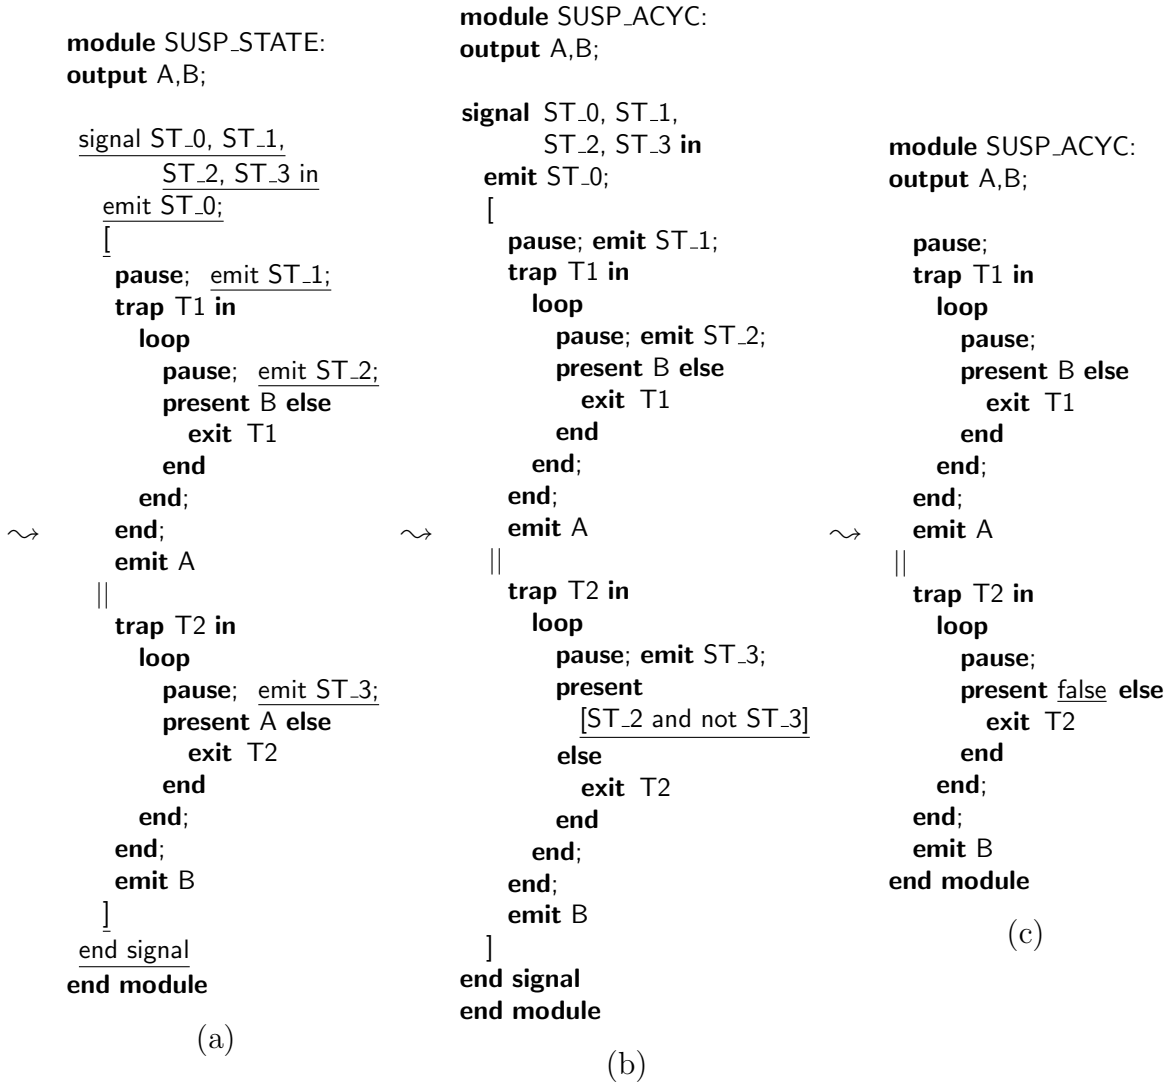 module SUSP_STATE:
output A,B;
signal ST_0, ST_1,
ST_2, ST_3 in
emit ST_0;
[
pause; emit ST_1;
trap T1 in
loop
pause; emit ST_2;
present B else
exit T1
end
end;
end;
emit A
||
trap T2 in
loop
pause; emit ST_3;
present A else
exit T2
end
end;
end;
emit B
]
end signal
end module
(a)
⤳
module SUSP_ACYC:
output A,B;
signal ST_0, ST_1,
ST_2, ST_3 in
emit ST_0;
[
pause; emit ST_1;
trap T1 in
loop
pause; emit ST_2;
present B else
exit T1
end
end;
end;
emit A
||
trap T2 in
loop
pause; emit ST_3;
present
[ST_2 and not ST_3]
else
exit T2
end
end;
end;
emit B
]
end signal
end module
(b)
⤳
module SUSP_ACYC:
output A,B;
pause;
trap T1 in
loop
pause;
present B else
exit T1
end
end;
end;
emit A
||
trap T2 in
loop
pause;
present false else
exit T2
end
end;
end;
emit B
end module
(c)
⤳